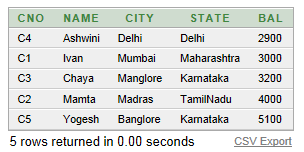 CNO NAME CITY STATE BAL
C4 Ashwini Delhi Delhi 2900
C1 Ivan Mumbai Maharashtra 3000
C3 Chaya Manglore Karnataka 3200
C2 Mamta Madras TamilNadu 4000
C5 Yogesh Banglore Karnataka 5100
5 rows returned in 0.00 seconds CSV Export